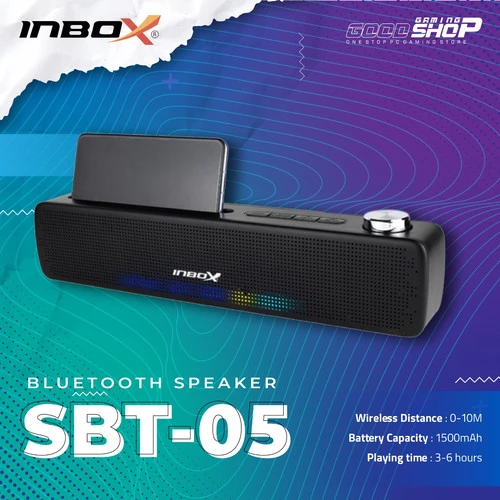 INBOX®
GAMING
GOOD SHOP
ONE STOP PC GAMING STORE
INBOX
BLUETOOTH SPEAKER
SBT-05
Wireless Distance : 0-10M
Battery Capacity : 1500mAh
Playing time : 3-6 hours